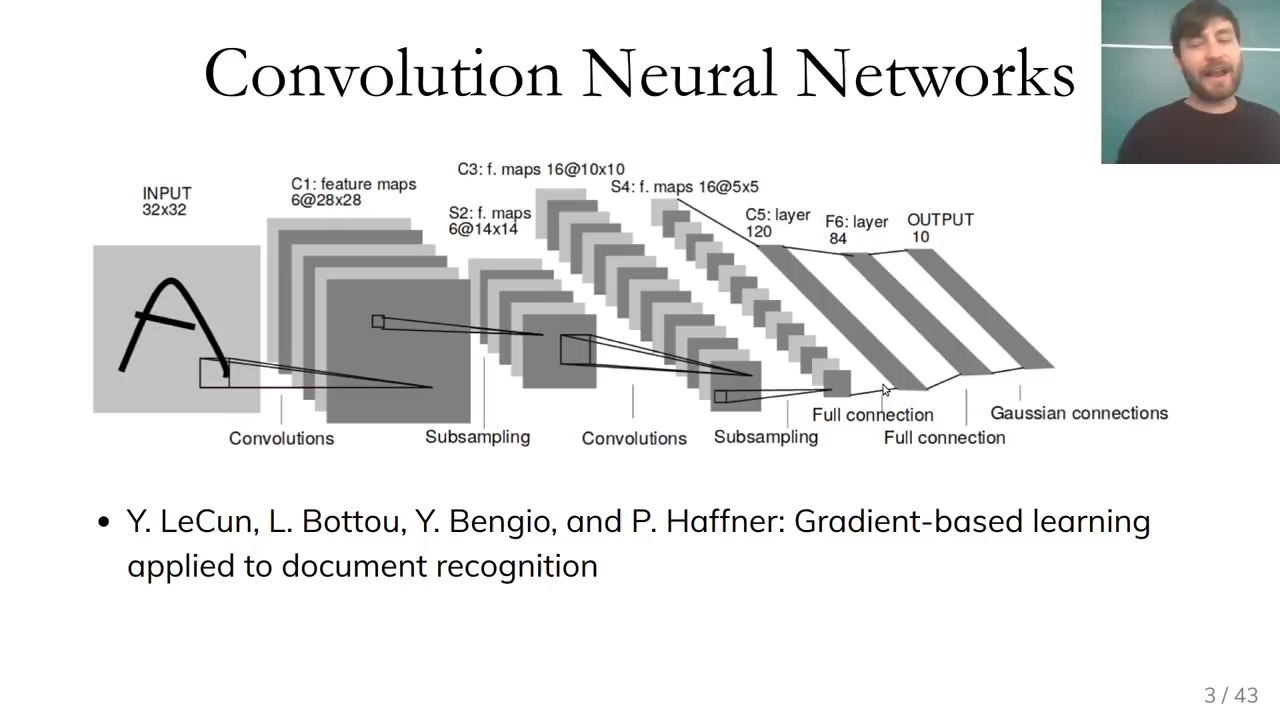 Convolution Neural Networks
INPUT
32x32
C1: feature maps
6@28x28
S2: f. maps
6@14x14
C3: f. maps 16@10x10
S4: f. maps 16@5x5
C5: layer
120
F6: layer
84
OUTPUT
10
Convolutions
Subsampling
Convolutions
Subsampling
Full connection
Full connection
Gaussian connections
• Y. LeCun, L. Bottou, Y. Bengio, and P. Haffner: Gradient-based learning
applied to document recognition
3 / 43